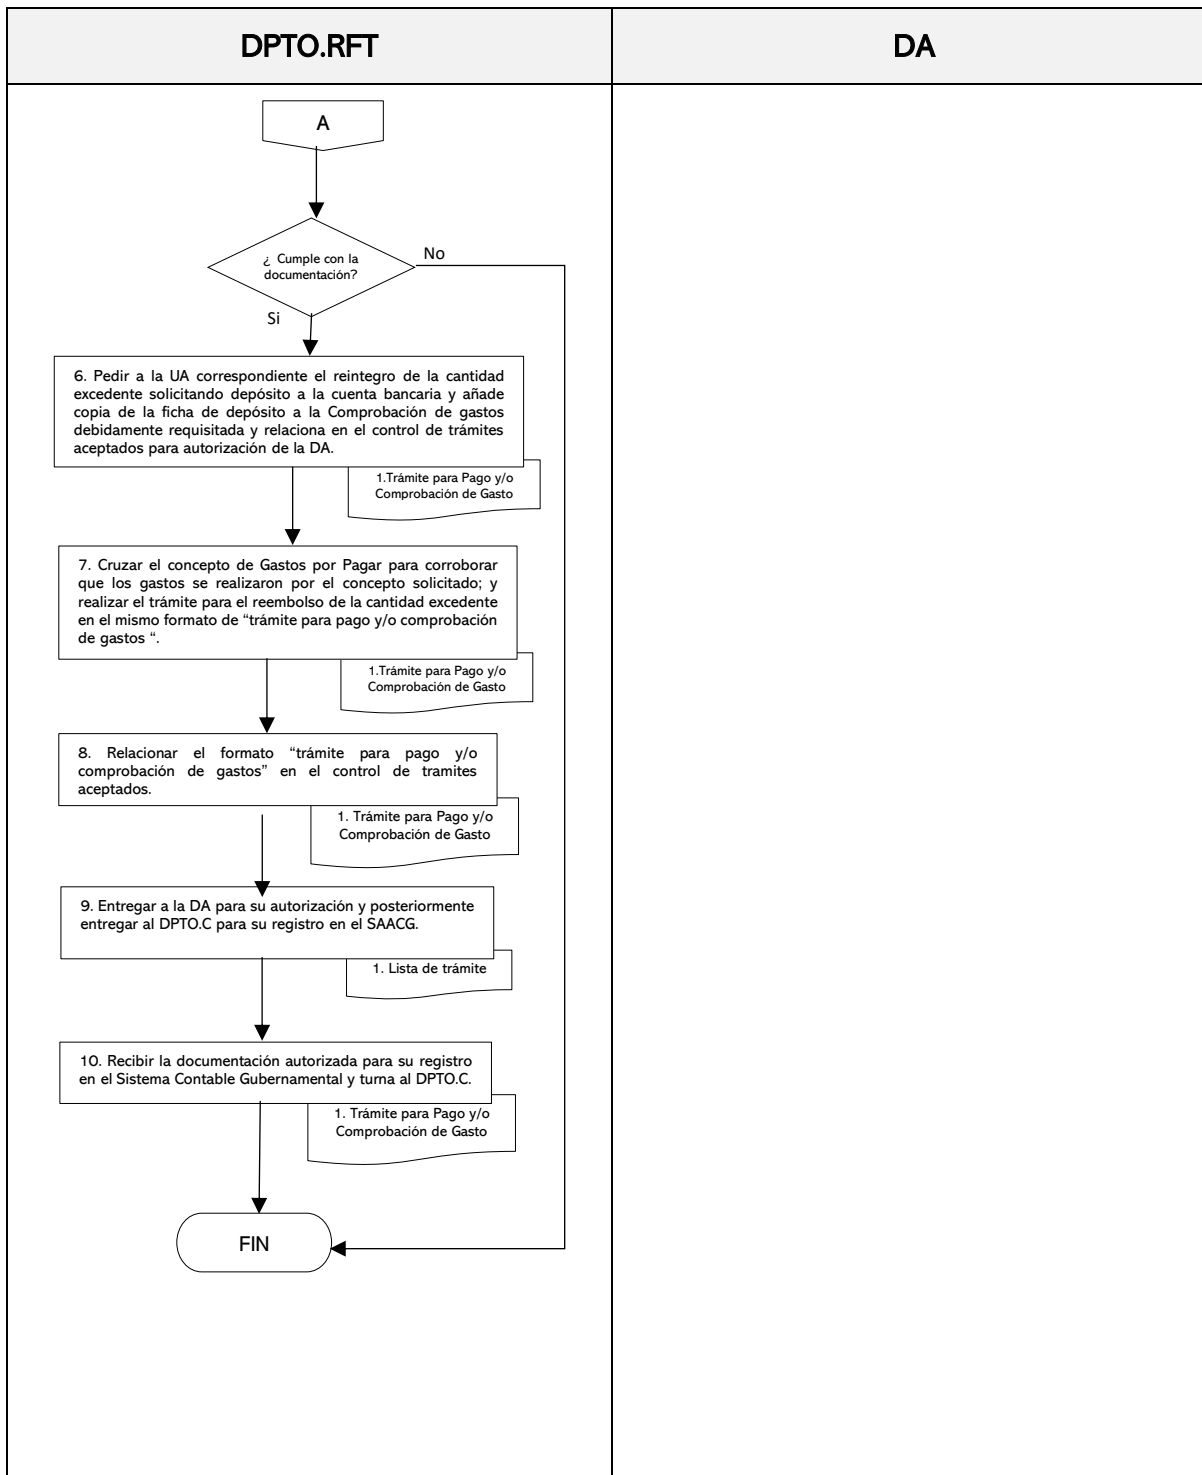 DPTO.RFT
DA
A
¿ Cumple con la
documentación?
No
Si
6. Pedir a la UA correspondiente el reintegro de la cantidad
excedente solicitando depósito a la cuenta bancaria y añade
copia de la ficha de depósito a la Comprobación de gastos
debidamente requisitada y relaciona en el control de trámites
aceptados para autorización de la DA.
1.Trámite para Pago y/o
Comprobación de Gasto
7. Cruzar el concepto de Gastos por Pagar para corroborar
que los gastos se realizaron por el concepto solicitado; y
realizar el trámite para el reembolso de la cantidad excedente
en el mismo formato de “trámite para pago y/o comprobación
de gastos “.
1.Trámite para Pago y/o
Comprobación de Gasto
8. Relacionar el formato “trámite para pago y/o
comprobación de gastos” en el control de tramites
aceptados.
1. Trámite para Pago y/o
Comprobación de Gasto
9. Entregar a la DA para su autorización y posteriormente
entregar al DPTO.C para su registro en el SAACG.
1. Lista de trámite
10. Recibir la documentación autorizada para su registro
en el Sistema Contable Gubernamental y turna al DPTO.C.
1. Trámite para Pago y/o
Comprobación de Gasto
FIN